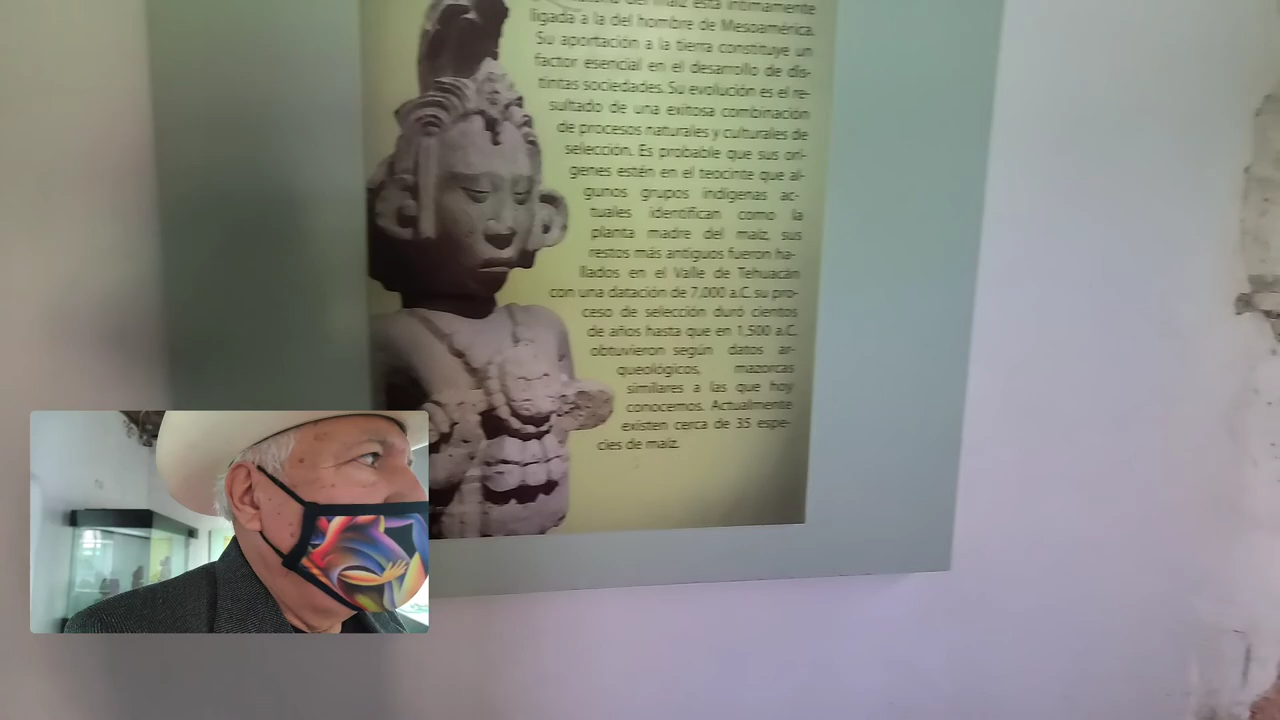 del maíz está íntimamente
ligada a la del hombre de Mesoamérica.
Su aportación a la tierra constituye un
factor esencial en el desarrollo de dis-
tintas sociedades. Su evolución es el re-
sultado de una exitosa combinación
de procesos naturales y culturales de
selección. Es probable que sus orí-
genes estén en el teocinte que al-
gunos grupos indígenas ac-
tuales identifican como la
planta madre del maíz, sus
restos más antiguos fueron ha-
llados en el Valle de Tehuacán
con una datación de 7,000 a.C. su pro-
ceso de selección duró cientos
de años hasta que en 1,500 a.C.
obtuvieron según datos ar-
queológicos, mazorcas
similares a las que hoy
conocemos. Actualmente
existen cerca de 35 espe-
cies de maíz.